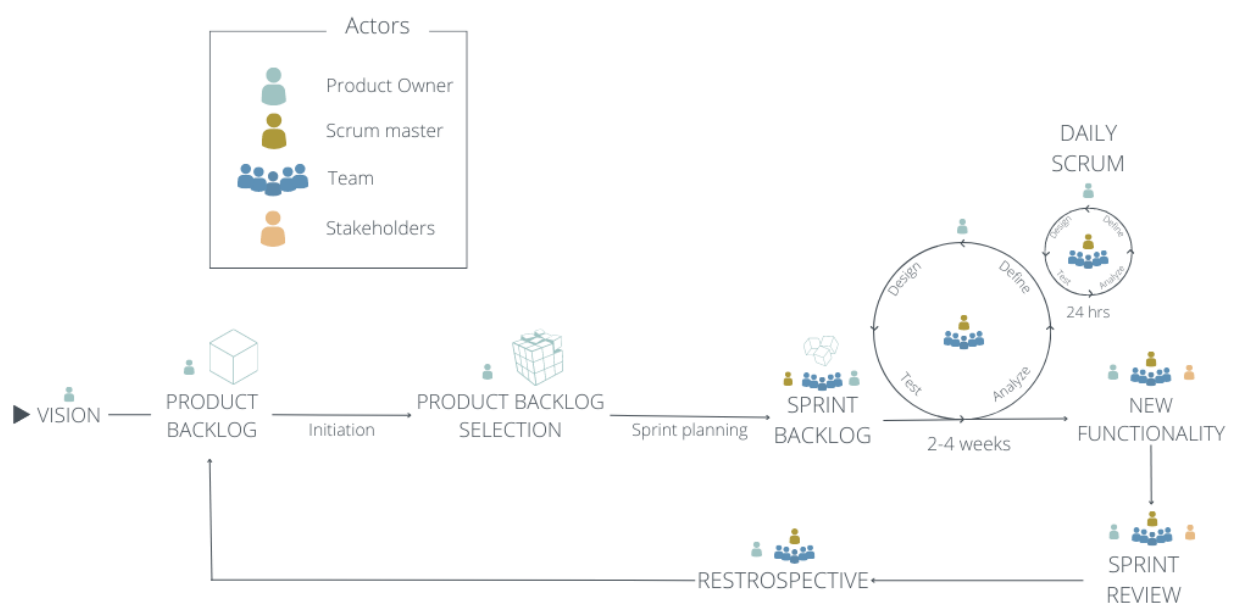 Actors
Product Owner
Scrum master
Team
Stakeholders
DAILY
SCRUM
Design
Define
Test
Analyze
24 hrs
Design
Define
Test
Analyze
2-4 weeks
VISION
PRODUCT
BACKLOG
Initiation
PRODUCT BACKLOG
SELECTION
Sprint planning
SPRINT
BACKLOG
NEW
FUNCTIONALITY
SPRINT
REVIEW
RESTROSPECTIVE